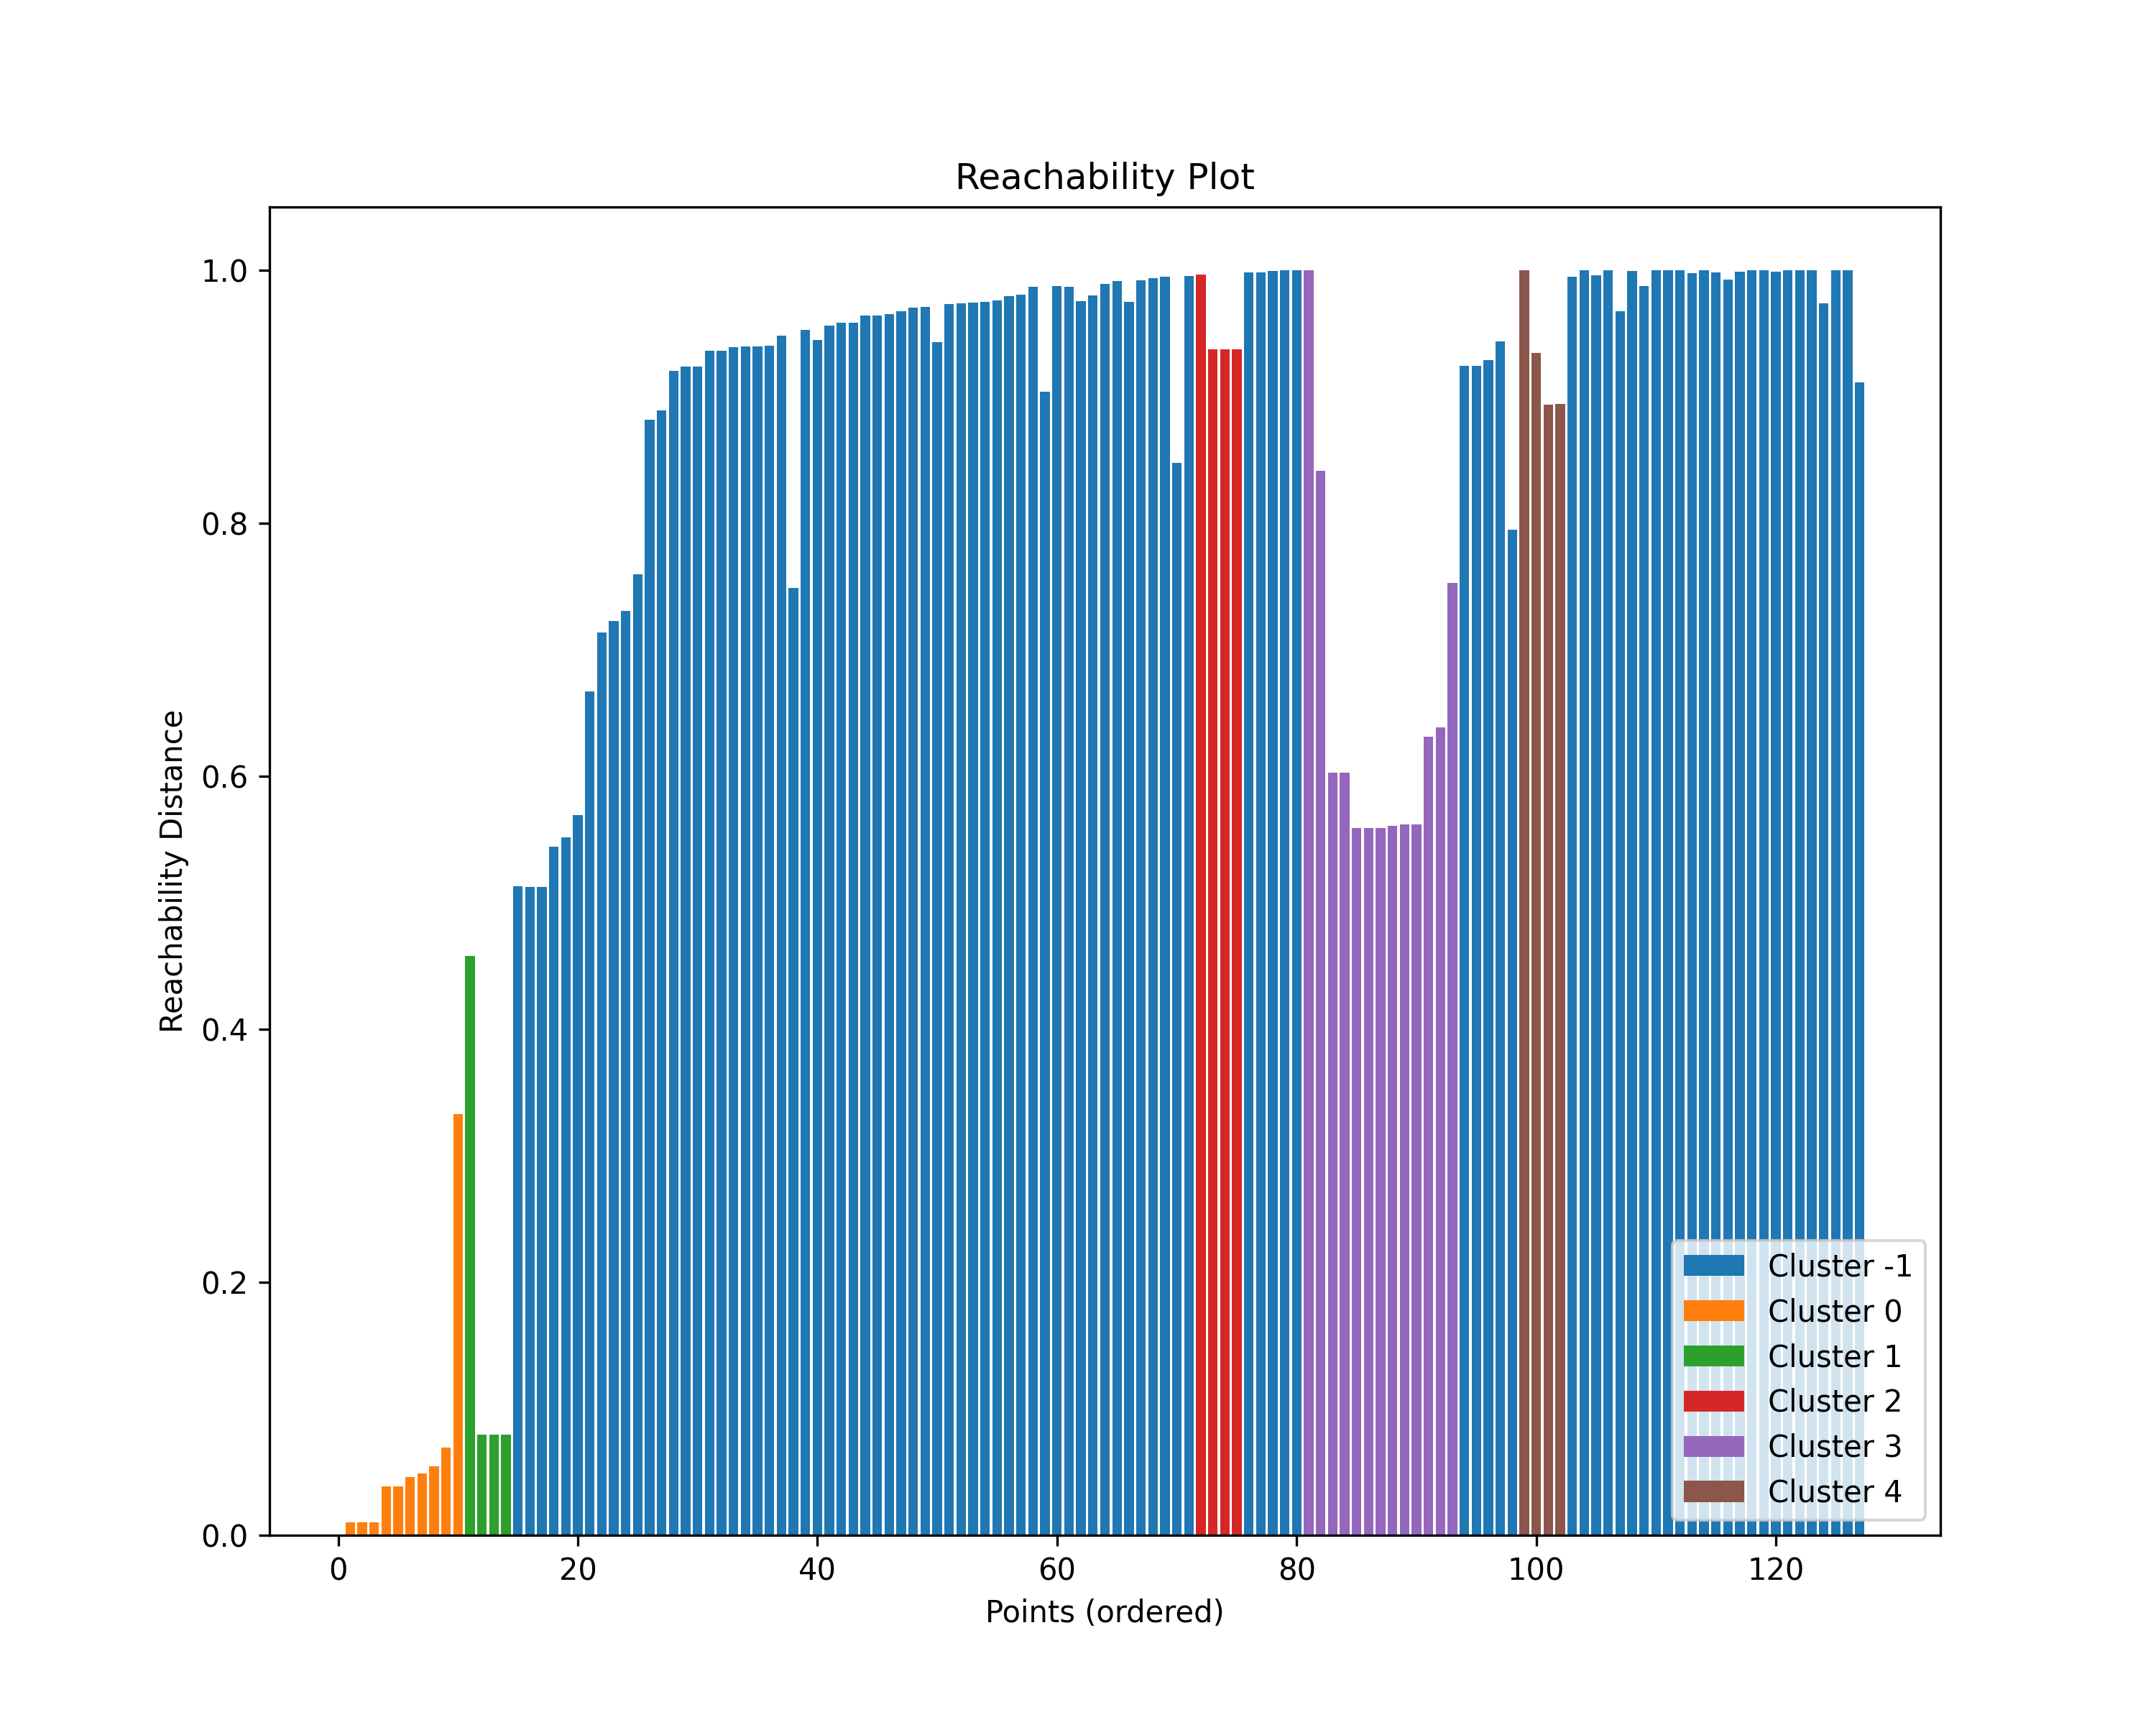 Reachability Plot
1.0
0.8
0.6
0.4
0.2
0.0
Reachability Distance
0 20 40 60 80 100 120
Points (ordered)
Cluster -1
Cluster 0
Cluster 1
Cluster 2
Cluster 3
Cluster 4